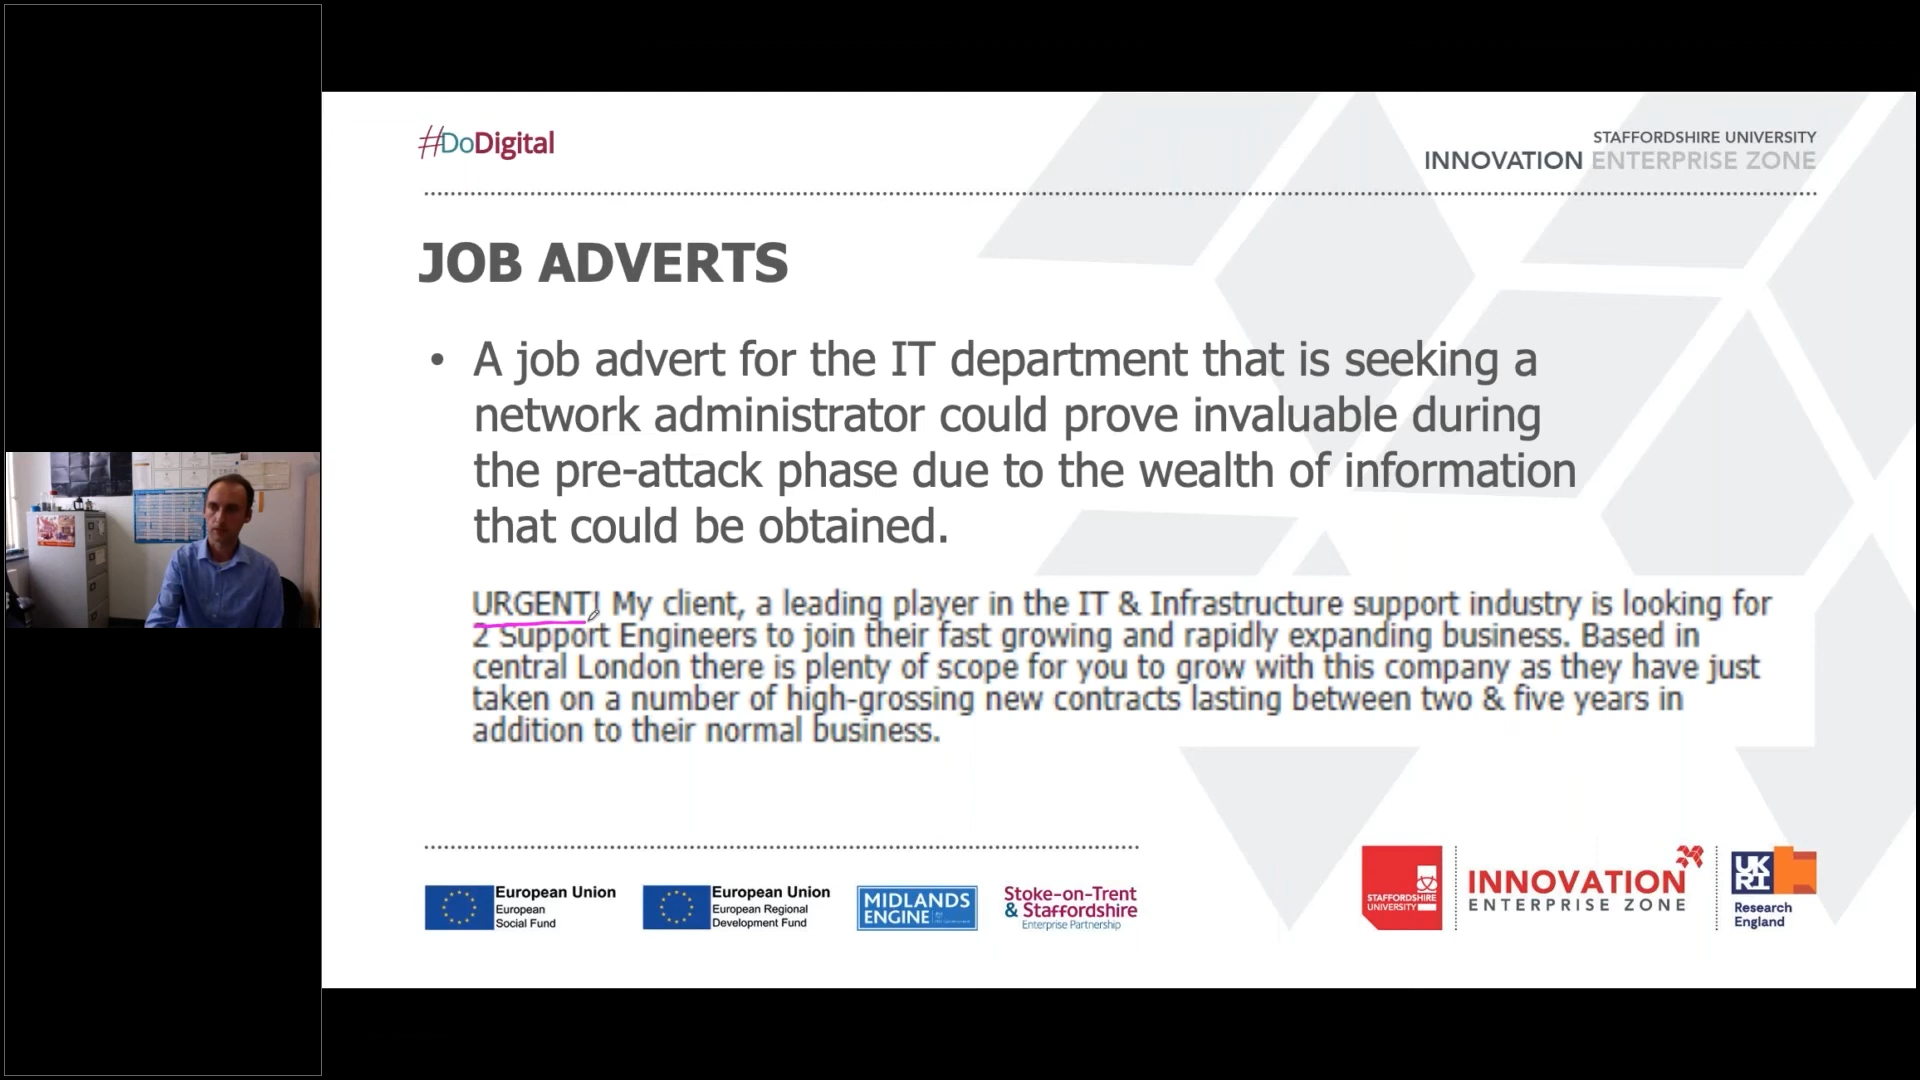 #DoDigital
STAFFORDSHIRE UNIVERSITY
INNOVATION ENTERPRISE ZONE
JOB ADVERTS
• A job advert for the IT department that is seeking a
network administrator could prove invaluable during
the pre-attack phase due to the wealth of information
that could be obtained.
URGENT! My client, a leading player in the IT & Infrastructure support industry is looking for
2 Support Engineers to join their fast growing and rapidly expanding business. Based in
central London there is plenty of scope for you to grow with this company as they have just
taken on a number of high-grossing new contracts lasting between two & five years in
addition to their normal business.
European Union
European
Social Fund
European Union
European Regional
Development Fund
MIDLANDS
ENGINE
Stoke-on-Trent
& Staffordshire
Enterprise Partnership
STAFFORDSHIRE
UNIVERSITY
INNOVATION
ENTERPRISE ZONE
UK
RI
Research
England